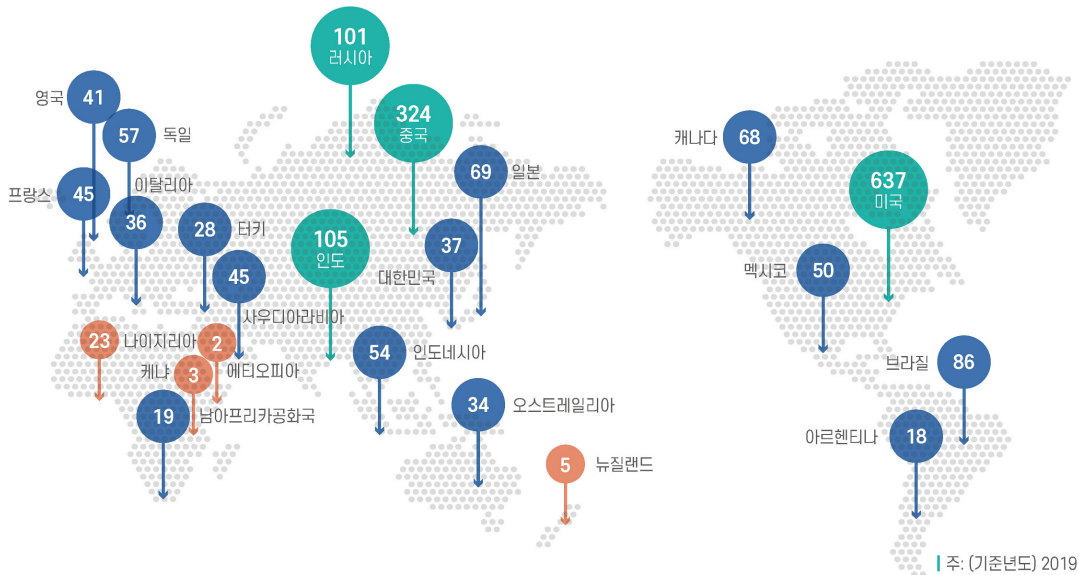 101
러시아
영국
41
324
중국
57
독일
캐나다
68
69
일본
이탈리아
프랑스
45
637
미국
36
28
터키
105
인도
37
대한민국
45
멕시코
50
사우디아라비아
23
나이지리아
2
54
인도네시아
에티오피아
케냐
3
브라질
86
19
남아프리카공화국
34
오스트레일리아
아르헨티나
18
5
뉴질랜드
주: (기준년도) 2019